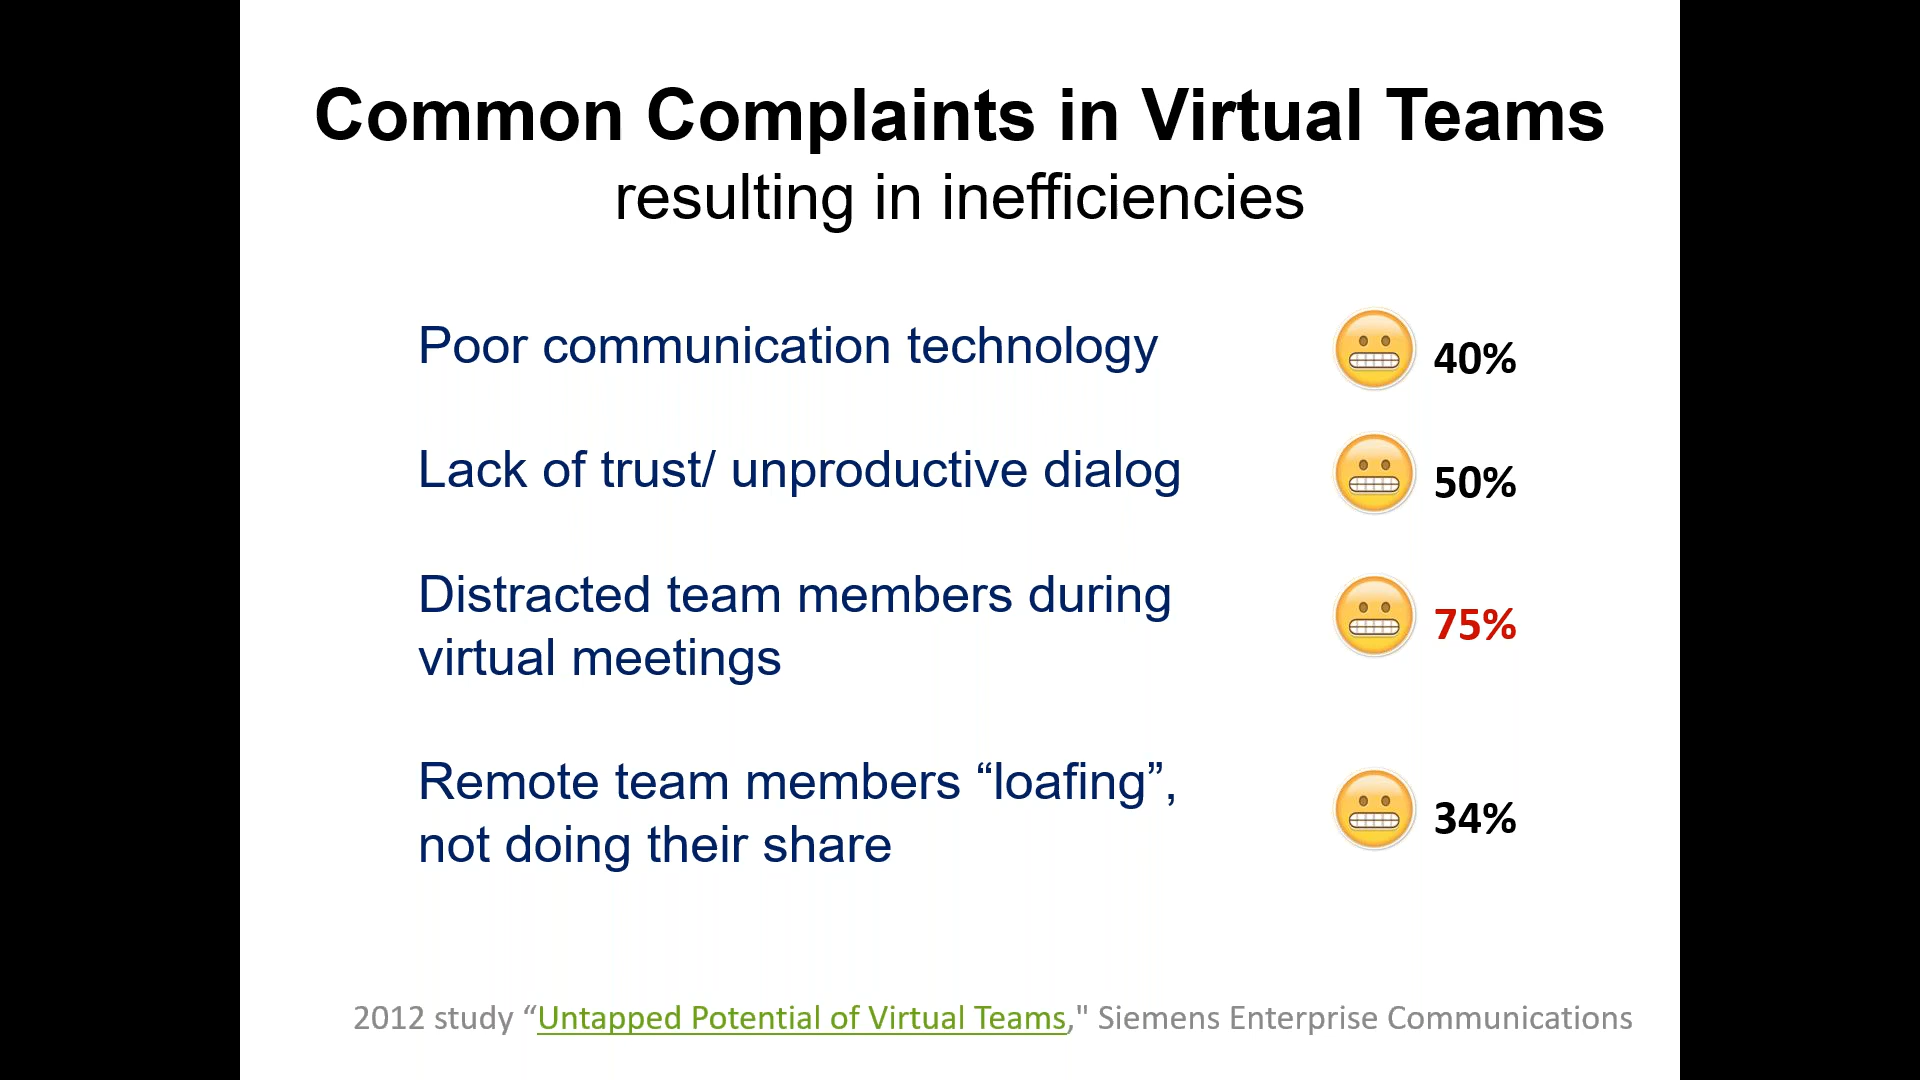 Common Complaints in Virtual Teams
resulting in inefficiencies
Poor communication technology 40%
Lack of trust/ unproductive dialog 50%
Distracted team members during
virtual meetings 75%
Remote team members “loafing”,
not doing their share 34%
2012 study “Untapped Potential of Virtual Teams," Siemens Enterprise Communications